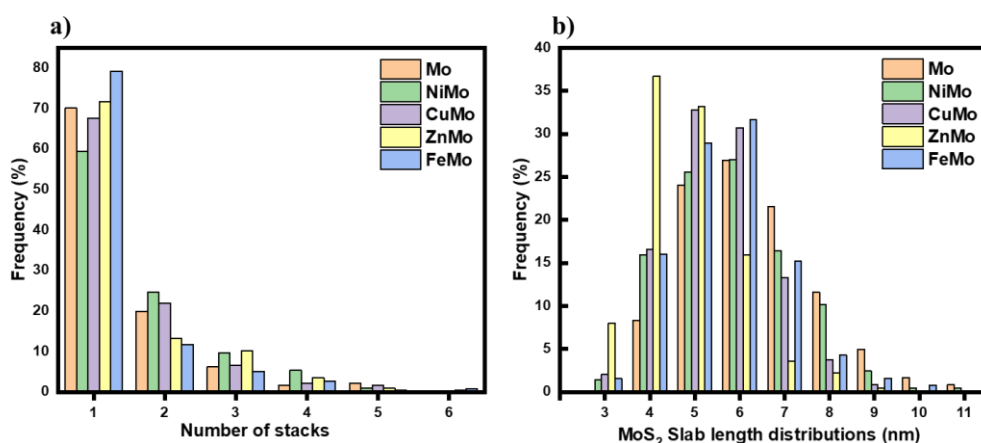 a)
Frequency (%)
80
70
60
50
40
30
20
10
0
Mo
NiMo
CuMo
ZnMo
FeMo
1 2 3 4 5 6
Number of stacks
b)
Frequency (%)
40
35
30
25
20
15
10
5
0
Mo
NiMo
CuMo
ZnMo
FeMo
3 4 5 6 7 8 9 10 11
MoS₂ Slab length distributions (nm)